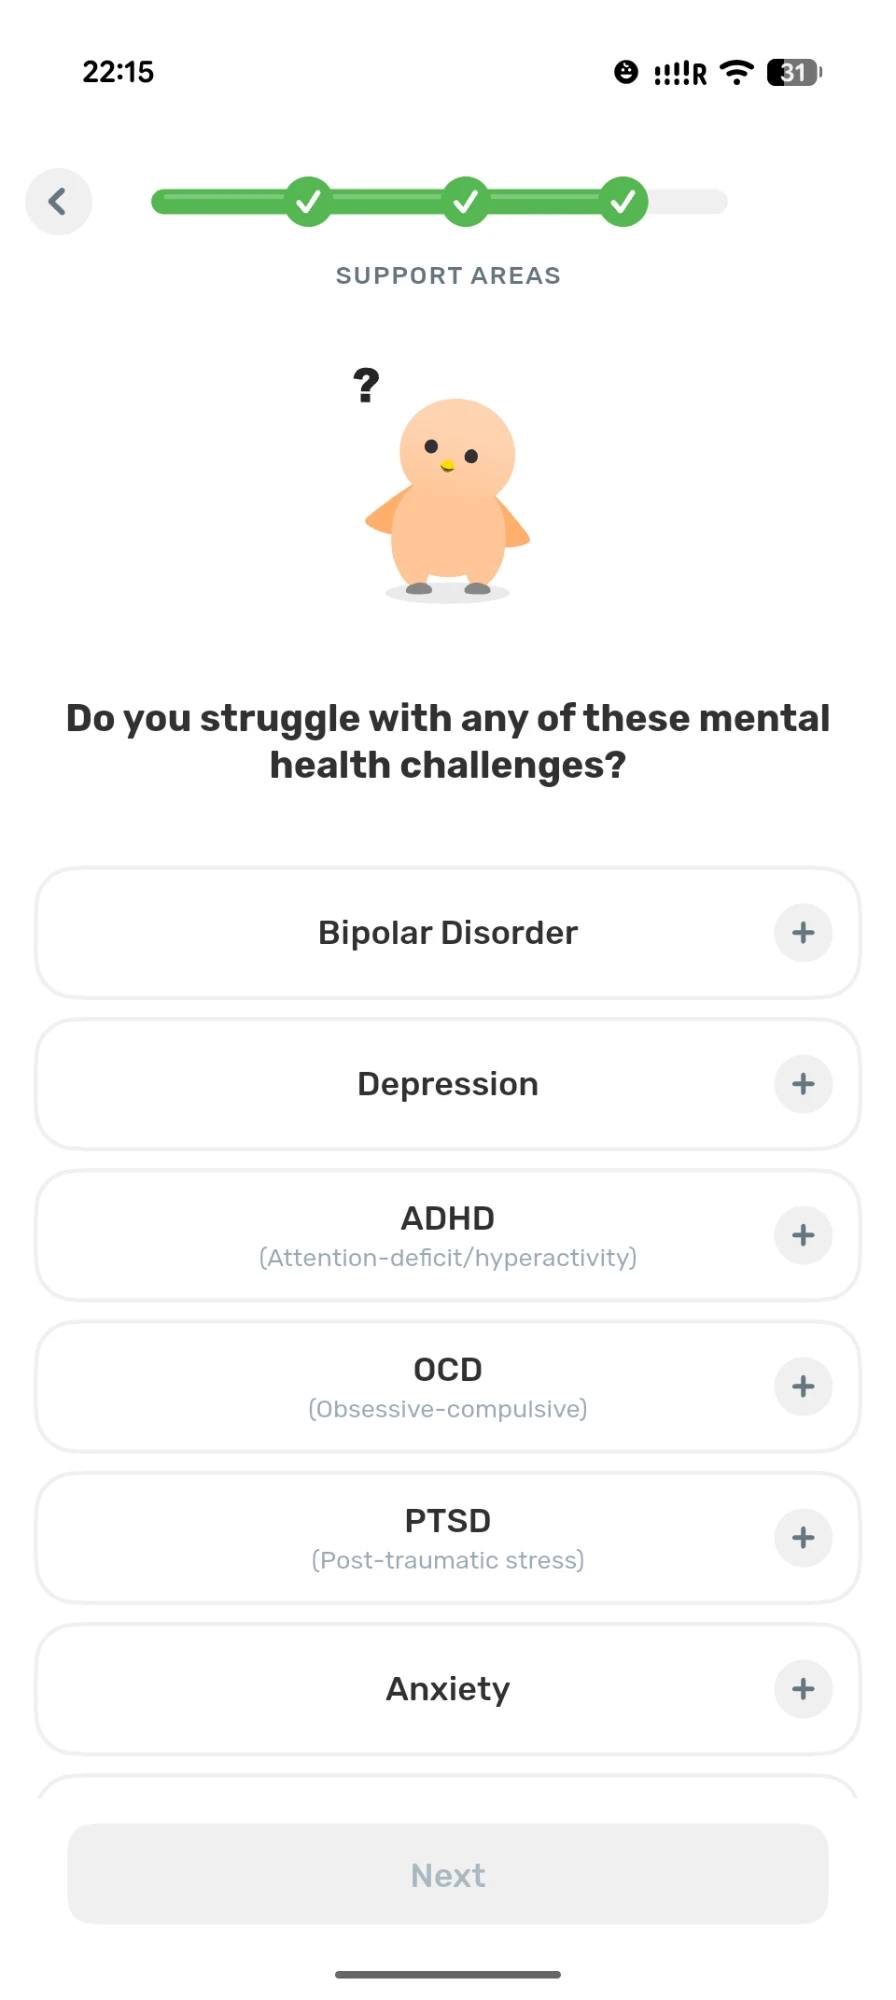 22:15
R
31
SUPPORT AREAS
?
Do you struggle with any of these mental
health challenges?
Bipolar Disorder
Depression
ADHD
(Attention-deficit/hyperactivity)
OCD
(Obsessive-compulsive)
PTSD
(Post-traumatic stress)
Anxiety
Next